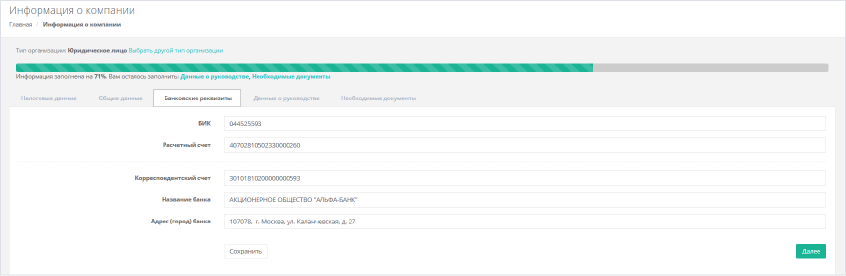 Информация о компании
Главная / Информация о компании
Тип организации: Юридическое лицо Выбрать другой тип организации
Информация заполнена на 71%. Вам осталось заполнить: Данные о руководстве, Необходимые документы
Налоговые данные Общие данные Банковские реквизиты Данные о руководстве Необходимые документы
БИК 044525593
Расчетный счет 40702810502330000260
Корреспондентский счет 30101810200000000593
Название банка АКЦИОНЕРНОЕ ОБЩЕСТВО "АЛЬФА-БАНК"
Адрес (город) банка 107078, г. Москва, ул. Каланчевская, д. 27
Сохранить Далее